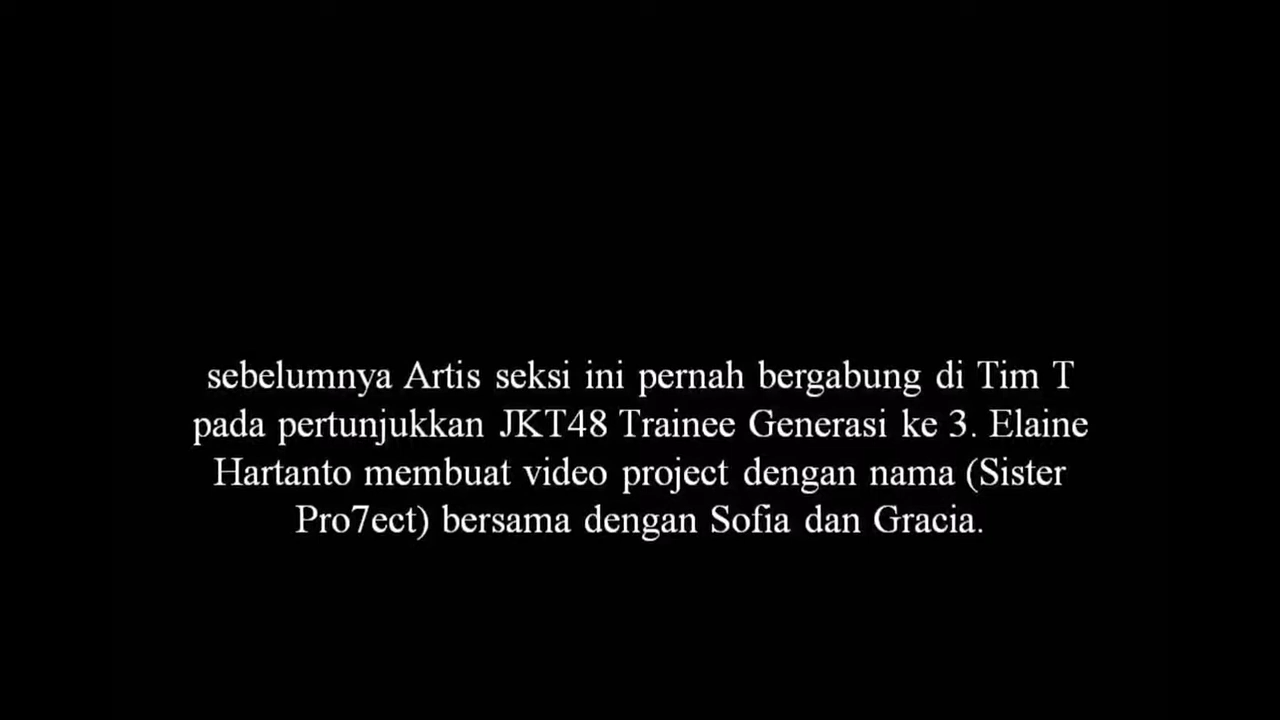 sebelumnya Artis seksi ini pernah bergabung di Tim T
pada pertunjukkan JKT48 Trainee Generasi ke 3. Elaine
Hartanto membuat video project dengan nama (Sister
Pro7ect) bersama dengan Sofia dan Gracia.